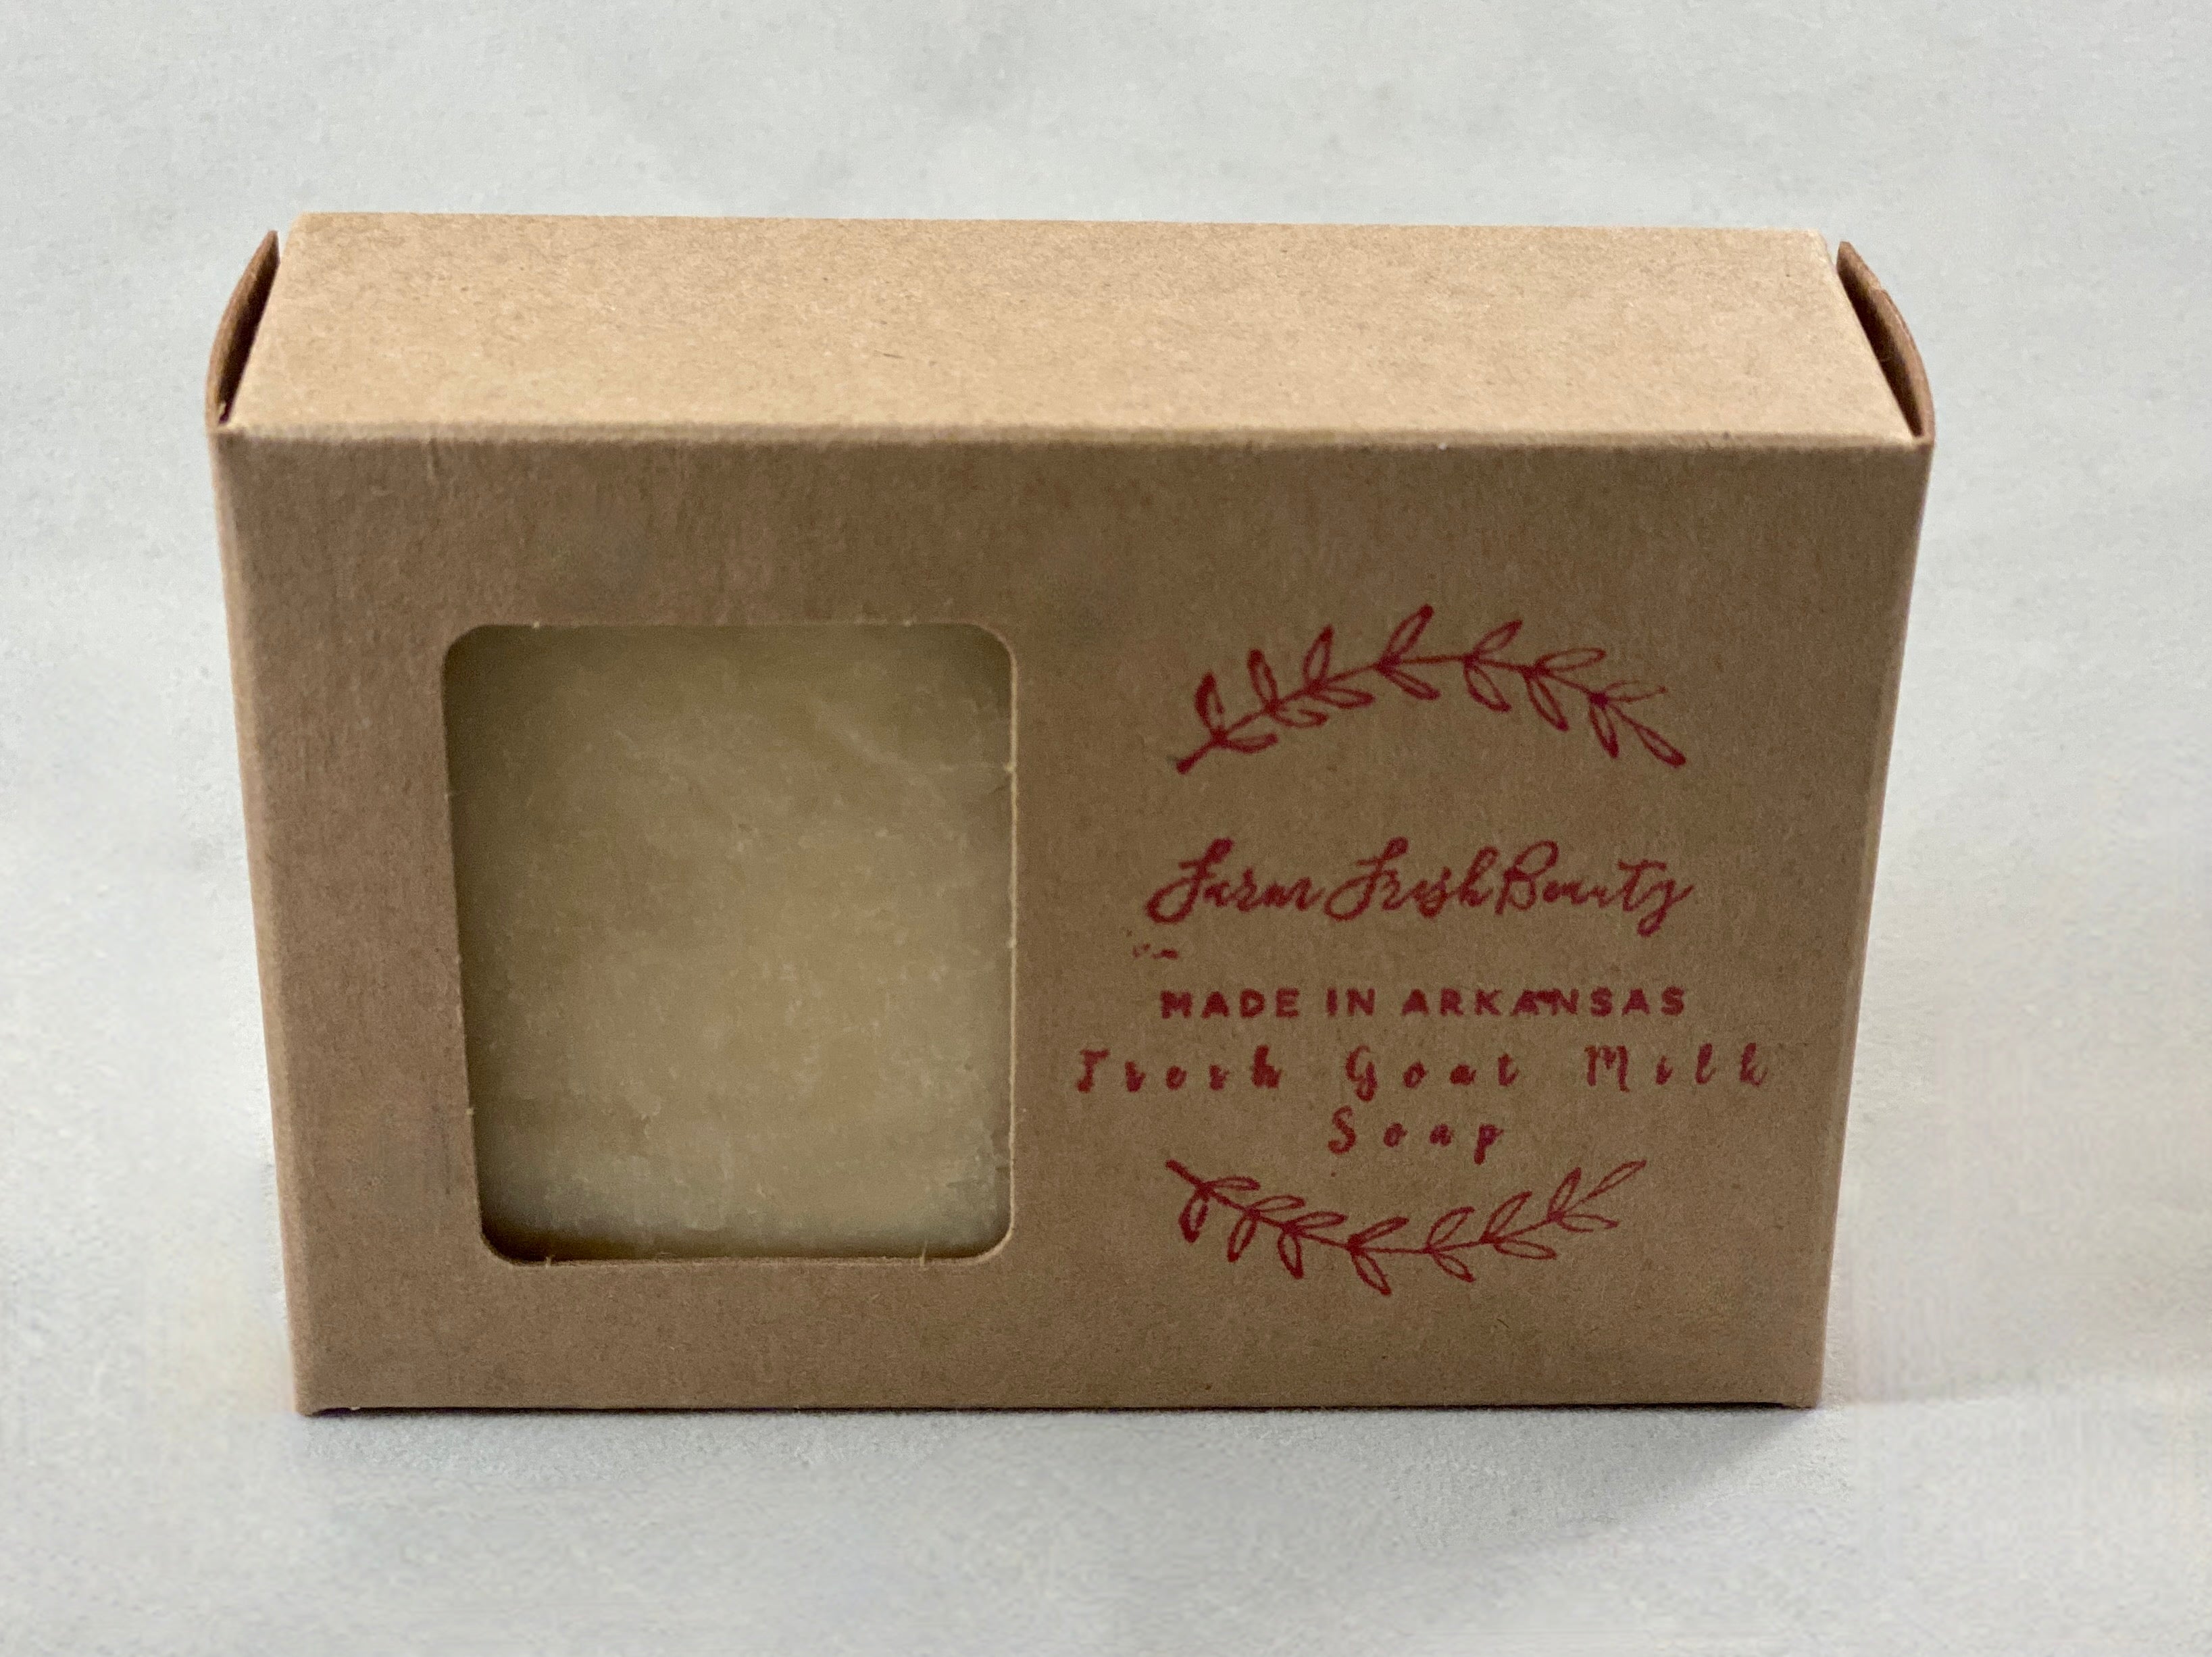 Farm Fresh Beauty
MADE IN ARKANSAS
Fresh Goat Milk
Soap